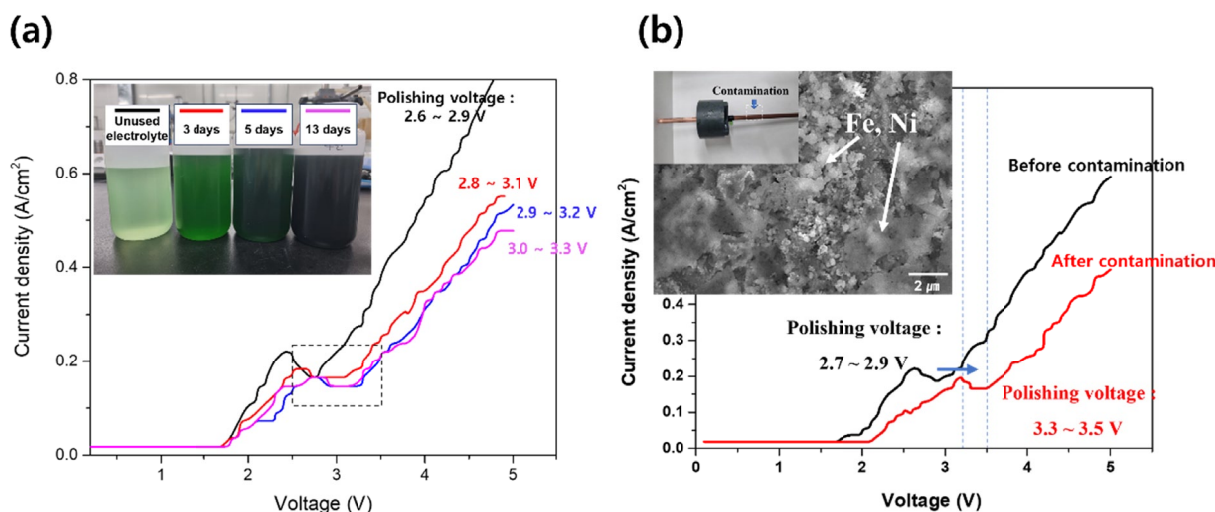 (a)
0.8
0.6
0.4
0.2
0.0
Current density (A/cm²)
1
2
3
4
5
Voltage (V)
Unused
electrolyte
3 days
5 days
13 days
Polishing voltage :
2.6 ~ 2.9 V
2.8 ~ 3.1 V
2.9 ~ 3.2 V
3.0 ~ 3.3 V
(b)
Contamination
Fe, Ni
2 μm
Before contamination
After contamination
Polishing voltage :
2.7 ~ 2.9 V
Polishing voltage :
3.3 ~ 3.5 V
Current density (A/cm²)
0.4
0.3
0.2
0.1
0.0
0
1
2
3
4
5
Voltage (V)